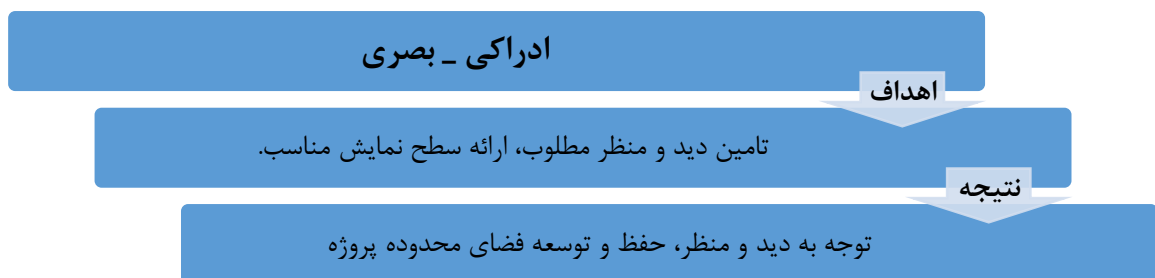 ادراکی _ بصری
اهداف
تامین دید و منظر مطلوب، ارائه سطح نمایش مناسب.
نتیجه
توجه به دید و منظر، حفظ و توسعه فضای محدوده پروژه